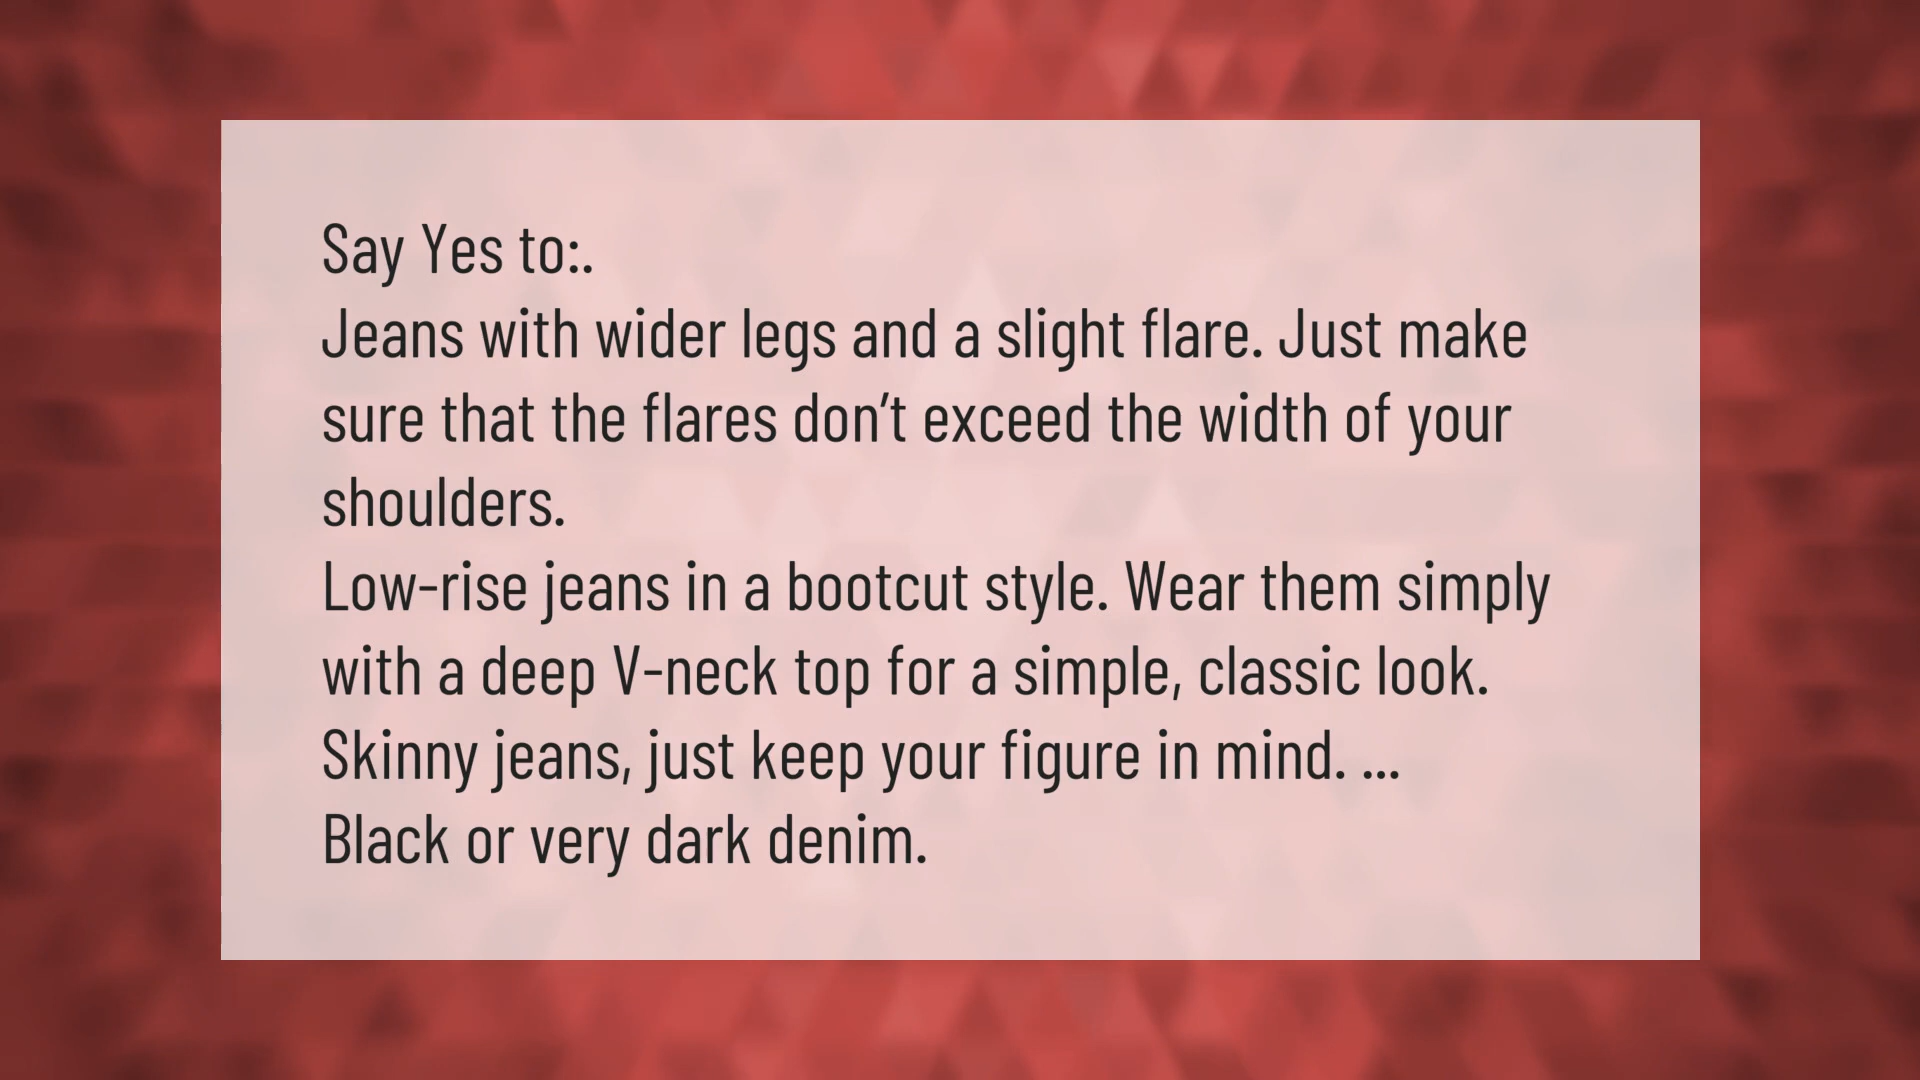 Say Yes to:.
Jeans with wider legs and a slight flare. Just make
sure that the flares don’t exceed the width of your
shoulders.
Low-rise jeans in a bootcut style. Wear them simply
with a deep V-neck top for a simple, classic look.
Skinny jeans, just keep your figure in mind. ...
Black or very dark denim.